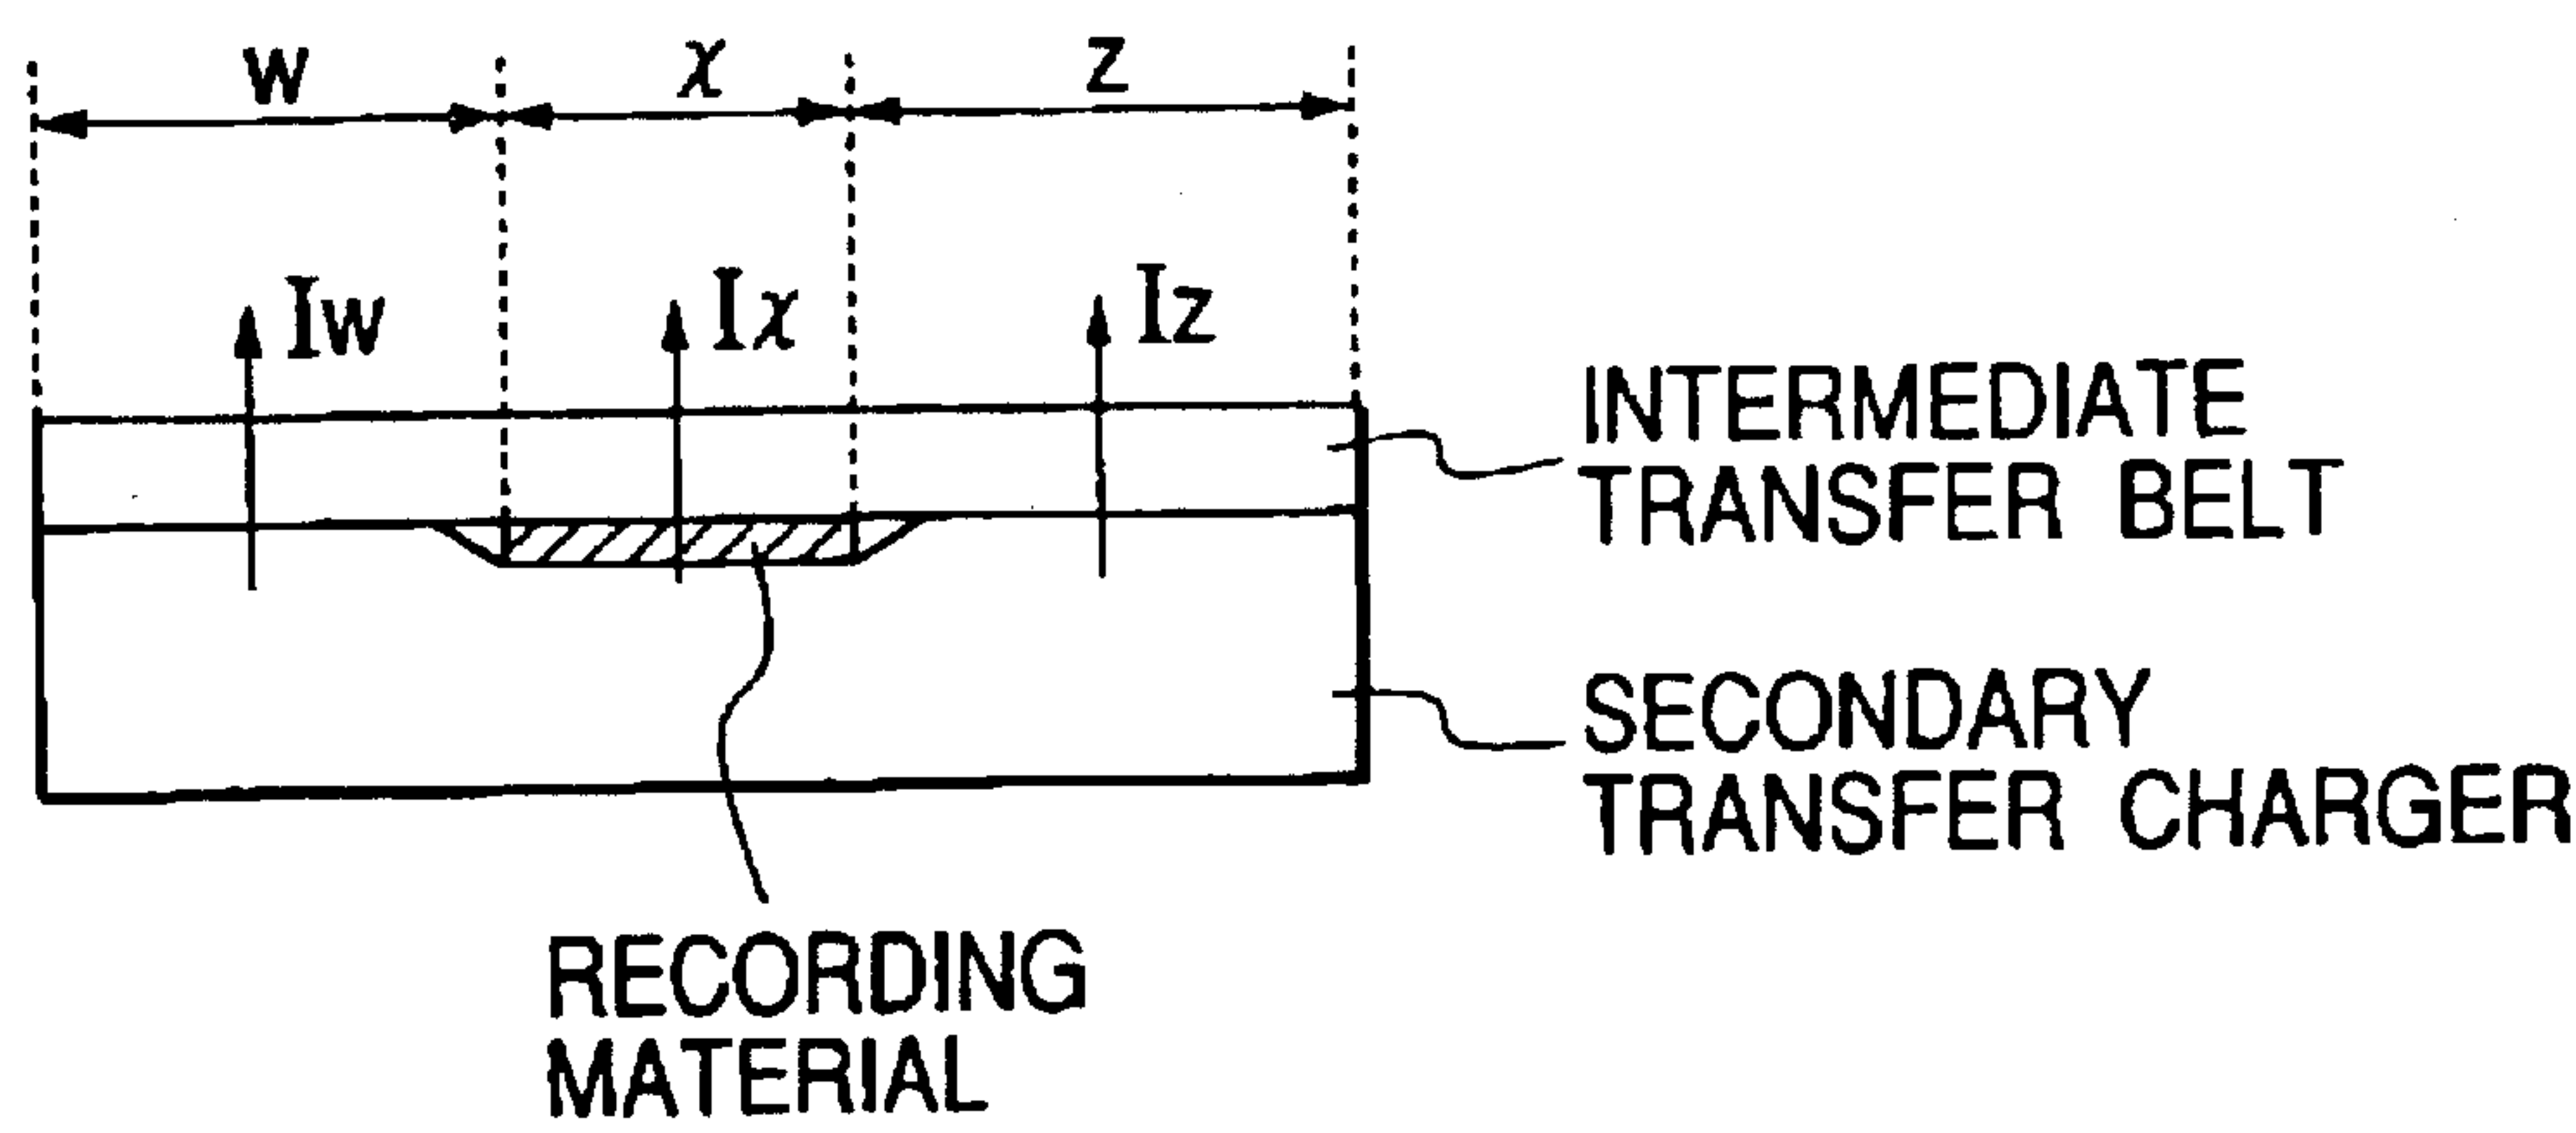 W χ Z
IW Iχ IZ
INTERMEDIATE
TRANSFER BELT
SECONDARY
TRANSFER CHARGER
RECORDING
MATERIAL